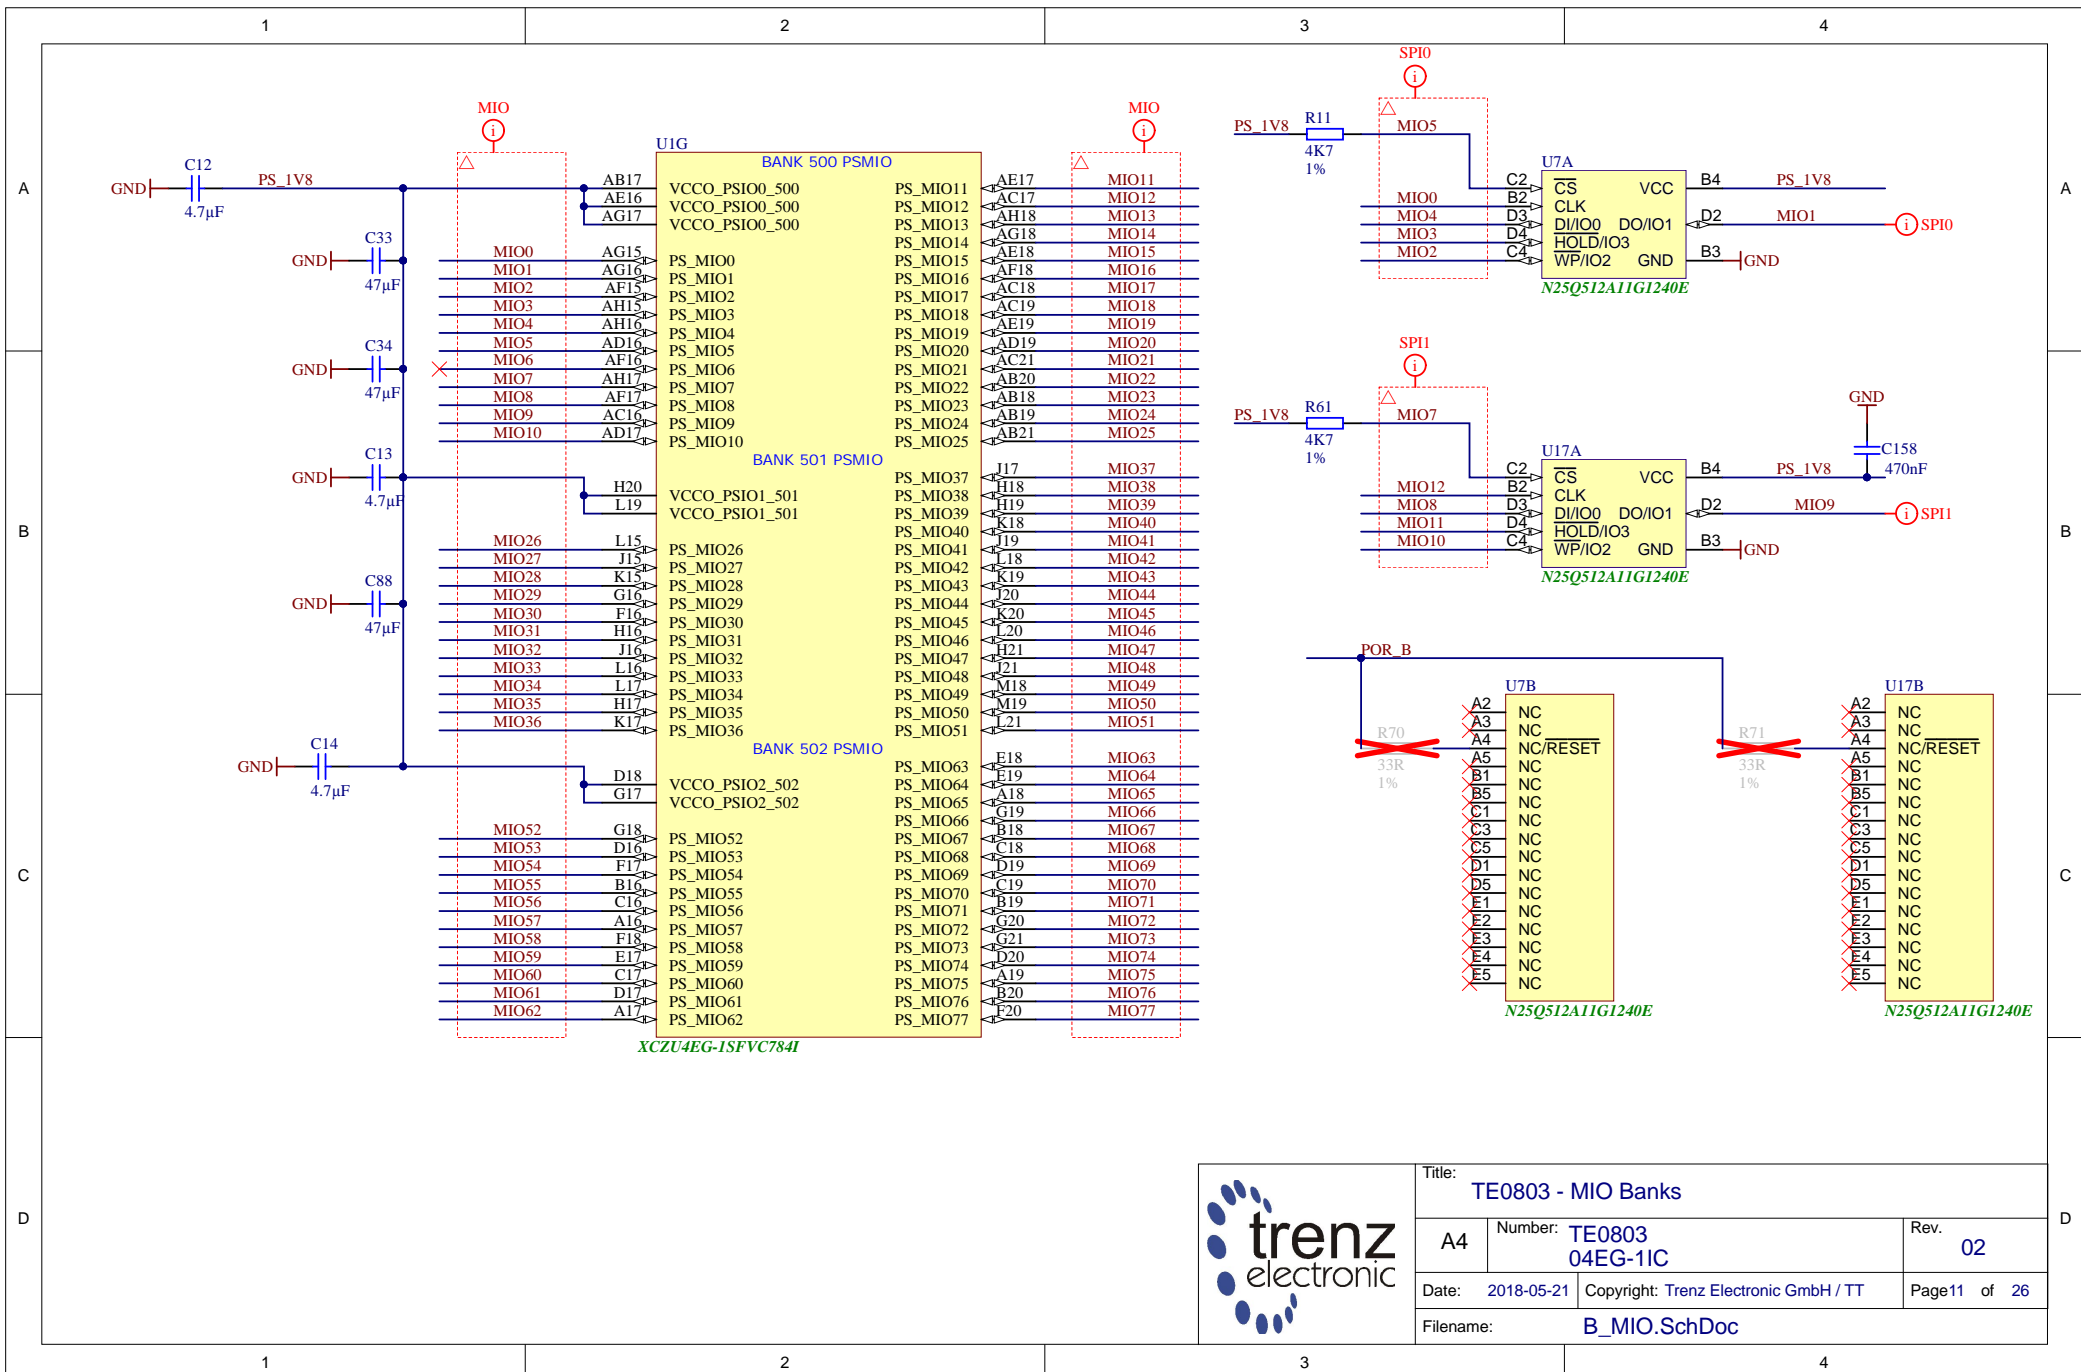 1 2 3 4
A
B
C
D
A
B
C
D
1 2 3 4
C12
4.7µF
GND
PS_1V8
C33
47µF
GND
C34
47µF
GND
C13
4.7µF
GND
C88
47µF
GND
C14
4.7µF
GND
MIO
i
MIO
i
U1G
BANK 500 PSMIO
AB17 VCCO_PSIO0_500
AE16 VCCO_PSIO0_500
AG17 VCCO_PSIO0_500
MIO0 AG15 PS_MIO0
MIO1 AG16 PS_MIO1
MIO2 AF15 PS_MIO2
MIO3 AH15 PS_MIO3
MIO4 AH16 PS_MIO4
MIO5 AD16 PS_MIO5
MIO6 AF16 PS_MIO6
MIO7 AH17 PS_MIO7
MIO8 AF17 PS_MIO8
MIO9 AC16 PS_MIO9
MIO10 AD17 PS_MIO10
PS_MIO11 AE17 MIO11
PS_MIO12 AC17 MIO12
PS_MIO13 AH18 MIO13
PS_MIO14 AG18 MIO14
PS_MIO15 AE18 MIO15
PS_MIO16 AF18 MIO16
PS_MIO17 AC18 MIO17
PS_MIO18 AC19 MIO18
PS_MIO19 AE19 MIO19
PS_MIO20 AD19 MIO20
PS_MIO21 AC21 MIO21
PS_MIO22 AB20 MIO22
PS_MIO23 AB18 MIO23
PS_MIO24 AB19 MIO24
PS_MIO25 AB21 MIO25
BANK 501 PSMIO
H20 VCCO_PSIO1_501
L19 VCCO_PSIO1_501
MIO26 L15 PS_MIO26
MIO27 J15 PS_MIO27
MIO28 K15 PS_MIO28
MIO29 G16 PS_MIO29
MIO30 F16 PS_MIO30
MIO31 H16 PS_MIO31
MIO32 J16 PS_MIO32
MIO33 L16 PS_MIO33
MIO34 L17 PS_MIO34
MIO35 H17 PS_MIO35
MIO36 K17 PS_MIO36
PS_MIO37 J17 MIO37
PS_MIO38 H18 MIO38
PS_MIO39 H19 MIO39
PS_MIO40 K18 MIO40
PS_MIO41 J19 MIO41
PS_MIO42 L18 MIO42
PS_MIO43 K19 MIO43
PS_MIO44 J20 MIO44
PS_MIO45 K20 MIO45
PS_MIO46 L20 MIO46
PS_MIO47 H21 MIO47
PS_MIO48 J21 MIO48
PS_MIO49 M18 MIO49
PS_MIO50 M19 MIO50
PS_MIO51 L21 MIO51
BANK 502 PSMIO
D18 VCCO_PSIO2_502
G17 VCCO_PSIO2_502
MIO52 G18 PS_MIO52
MIO53 D16 PS_MIO53
MIO54 F17 PS_MIO54
MIO55 B16 PS_MIO55
MIO56 C16 PS_MIO56
MIO57 A16 PS_MIO57
MIO58 F18 PS_MIO58
MIO59 E17 PS_MIO59
MIO60 C17 PS_MIO60
MIO61 D17 PS_MIO61
MIO62 A17 PS_MIO62
PS_MIO63 E18 MIO63
PS_MIO64 E19 MIO64
PS_MIO65 A18 MIO65
PS_MIO66 G19 MIO66
PS_MIO67 B18 MIO67
PS_MIO68 C18 MIO68
PS_MIO69 D19 MIO69
PS_MIO70 C19 MIO70
PS_MIO71 B19 MIO71
PS_MIO72 G20 MIO72
PS_MIO73 G21 MIO73
PS_MIO74 D20 MIO74
PS_MIO75 A19 MIO75
PS_MIO76 B20 MIO76
PS_MIO77 F20 MIO77
XCZU4EG-1SFVC784I
SPI0
i
PS_1V8 R11 MIO5
4K7
1%
U7A
C2 CS VCC B4 PS_1V8
MIO0 B2 CLK
MIO4 D3 DI/IO0 DO/IO1 D2 MIO1 i SPI0
MIO3 D4 HOLD/IO3
MIO2 C4 WP/IO2 GND B3 GND
N25Q512A11G1240E
SPI1
i
PS_1V8 R61 MIO7
4K7
1%
GND
C158
470nF
U17A
C2 CS VCC B4 PS_1V8
MIO12 B2 CLK
MIO8 D3 DI/IO0 DO/IO1 D2 MIO9 i SPI1
MIO11 D4 HOLD/IO3
MIO10 C4 WP/IO2 GND B3 GND
N25Q512A11G1240E
POR_B
R70
33R
1%
U7B
A2 NC
A3 NC
A4 NC/RESET
A5 NC
B1 NC
B5 NC
C1 NC
C3 NC
C5 NC
D1 NC
D5 NC
E1 NC
E2 NC
E3 NC
E4 NC
E5 NC
N25Q512A11G1240E
R71
33R
1%
U17B
A2 NC
A3 NC
A4 NC/RESET
A5 NC
B1 NC
B5 NC
C1 NC
C3 NC
C5 NC
D1 NC
D5 NC
E1 NC
E2 NC
E3 NC
E4 NC
E5 NC
N25Q512A11G1240E
trenz
electronic
Title:
TE0803 - MIO Banks
A4 Number: TE0803
04EG-1IC
Rev.
02
Date: 2018-05-21 Copyright: Trenz Electronic GmbH / TT Page11 of 26
Filename: B_MIO.SchDoc